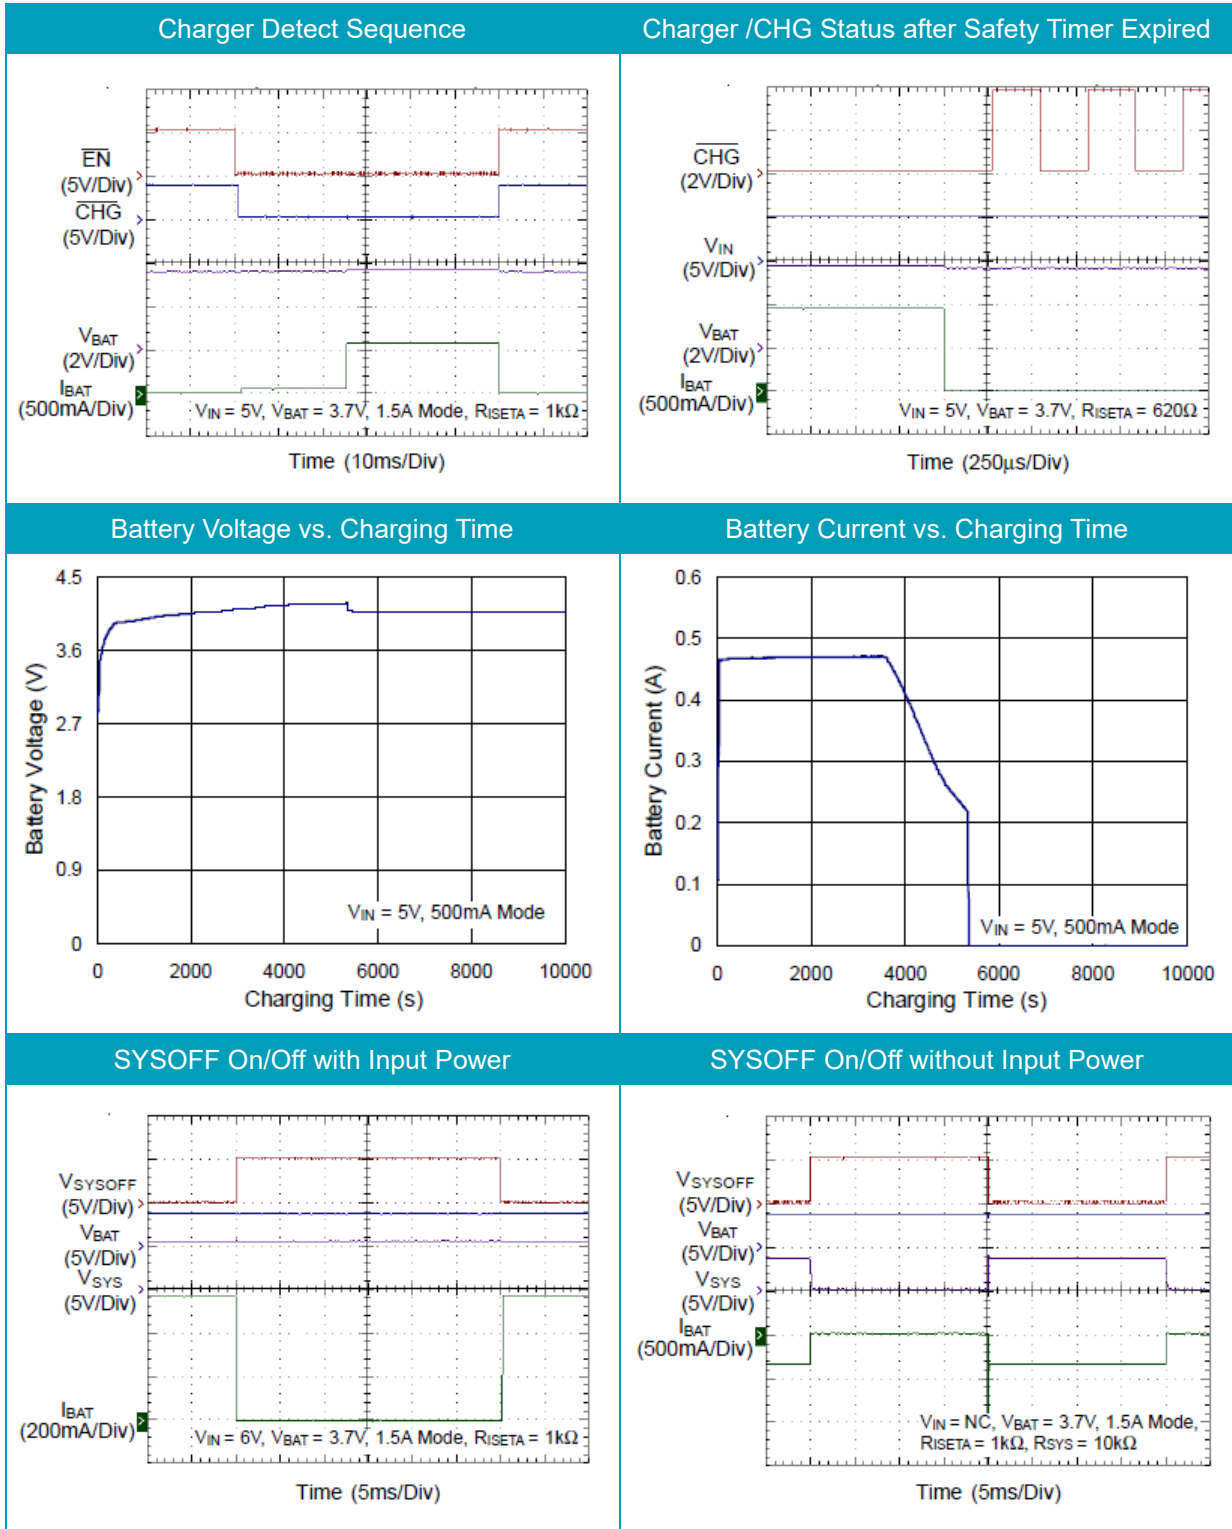 Charger Detect Sequence
EN
(5V/Div)
CHG
(5V/Div)
VBAT
(2V/Div)
IBAT
(500mA/Div)
VIN = 5V, VBAT = 3.7V, 1.5A Mode, RISETA = 1kΩ
Time (10ms/Div)
Charger /CHG Status after Safety Timer Expired
CHG
(2V/Div)
VIN
(5V/Div)
VBAT
(2V/Div)
IBAT
(500mA/Div)
VIN = 5V, VBAT = 3.7V, RISETA = 620Ω
Time (250μs/Div)
Battery Voltage vs. Charging Time
Battery Voltage (V)
4.5
3.6
2.7
1.8
0.9
0
VIN = 5V, 500mA Mode
0 2000 4000 6000 8000 10000
Charging Time (s)
Battery Current vs. Charging Time
Battery Current (A)
0.6
0.5
0.4
0.3
0.2
0.1
0
VIN = 5V, 500mA Mode
0 2000 4000 6000 8000 10000
Charging Time (s)
SYSOFF On/Off with Input Power
VSYSOFF
(5V/Div)
VBAT
(5V/Div)
VSYS
(5V/Div)
IBAT
(200mA/Div)
VIN = 6V, VBAT = 3.7V, 1.5A Mode, RISETA = 1kΩ
Time (5ms/Div)
SYSOFF On/Off without Input Power
VSYSOFF
(5V/Div)
VBAT
(5V/Div)
VSYS
(5V/Div)
IBAT
(500mA/Div)
VIN = NC, VBAT = 3.7V, 1.5A Mode,
RISETA = 1kΩ, RSYS = 10kΩ
Time (5ms/Div)